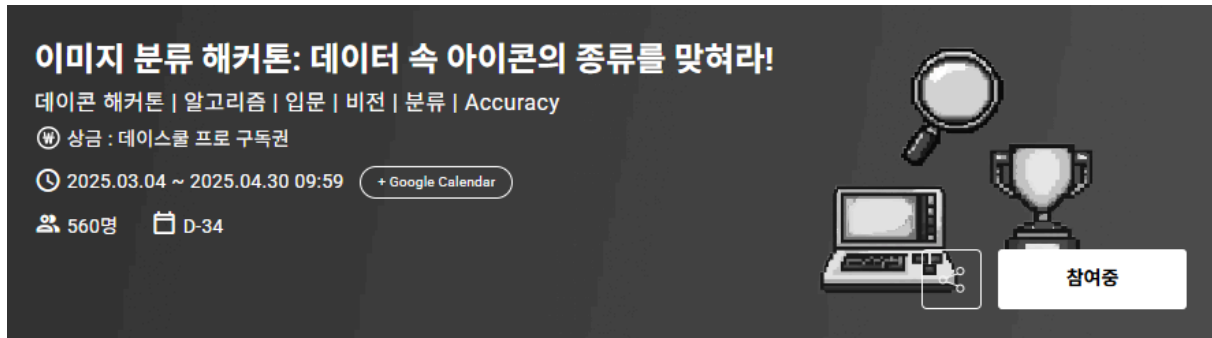 이미지 분류 해커톤: 데이터 속 아이콘의 종류를 맞혀라!
데이콘 해커톤 | 알고리즘 | 입문 | 비전 | 분류 | Accuracy
₩ 상금 : 데이스쿨 프로 구독권
2025.03.04 ~ 2025.04.30 09:59 + Google Calendar
560명 D-34
참여중